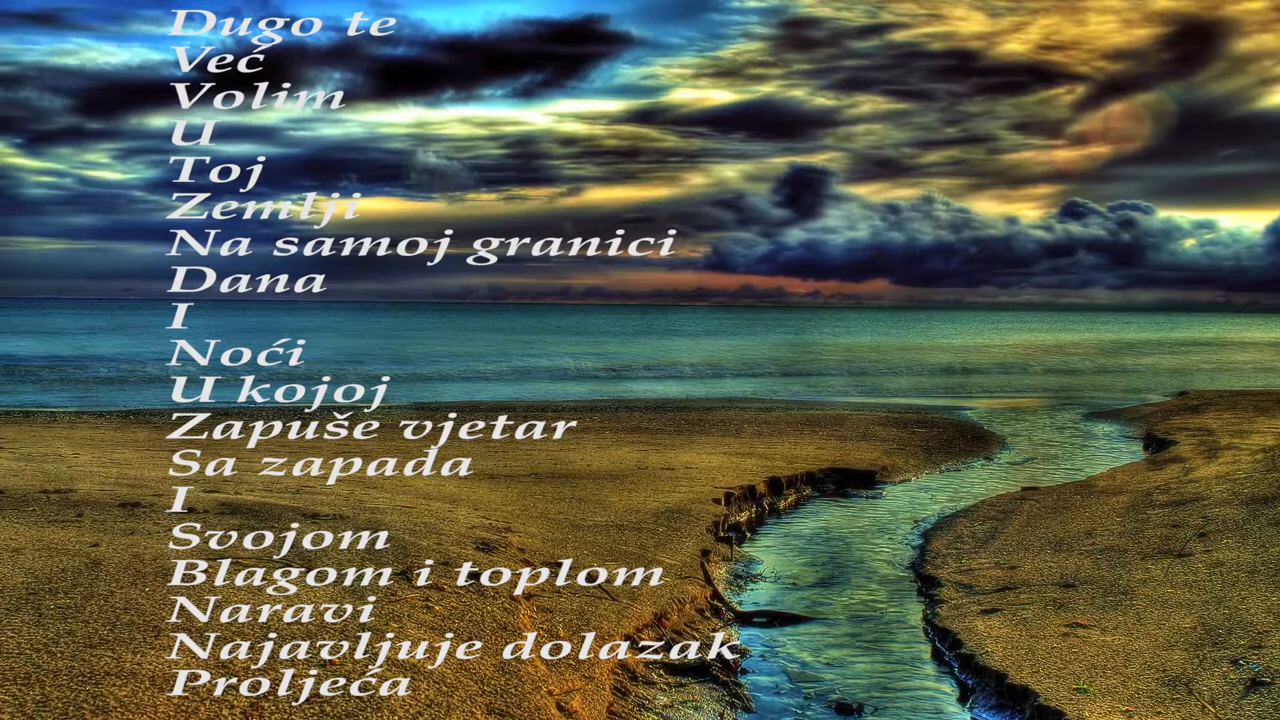 Dugo te
Već
Volim
U
Toj
Zemlji
Na samoj granici
Dana
I
Noći
U kojoj
Zapuše vjetar
Sa zapada
I
Svojom
Blagom i toplom
Naravi
Najavljuje dolazak
Proljeća